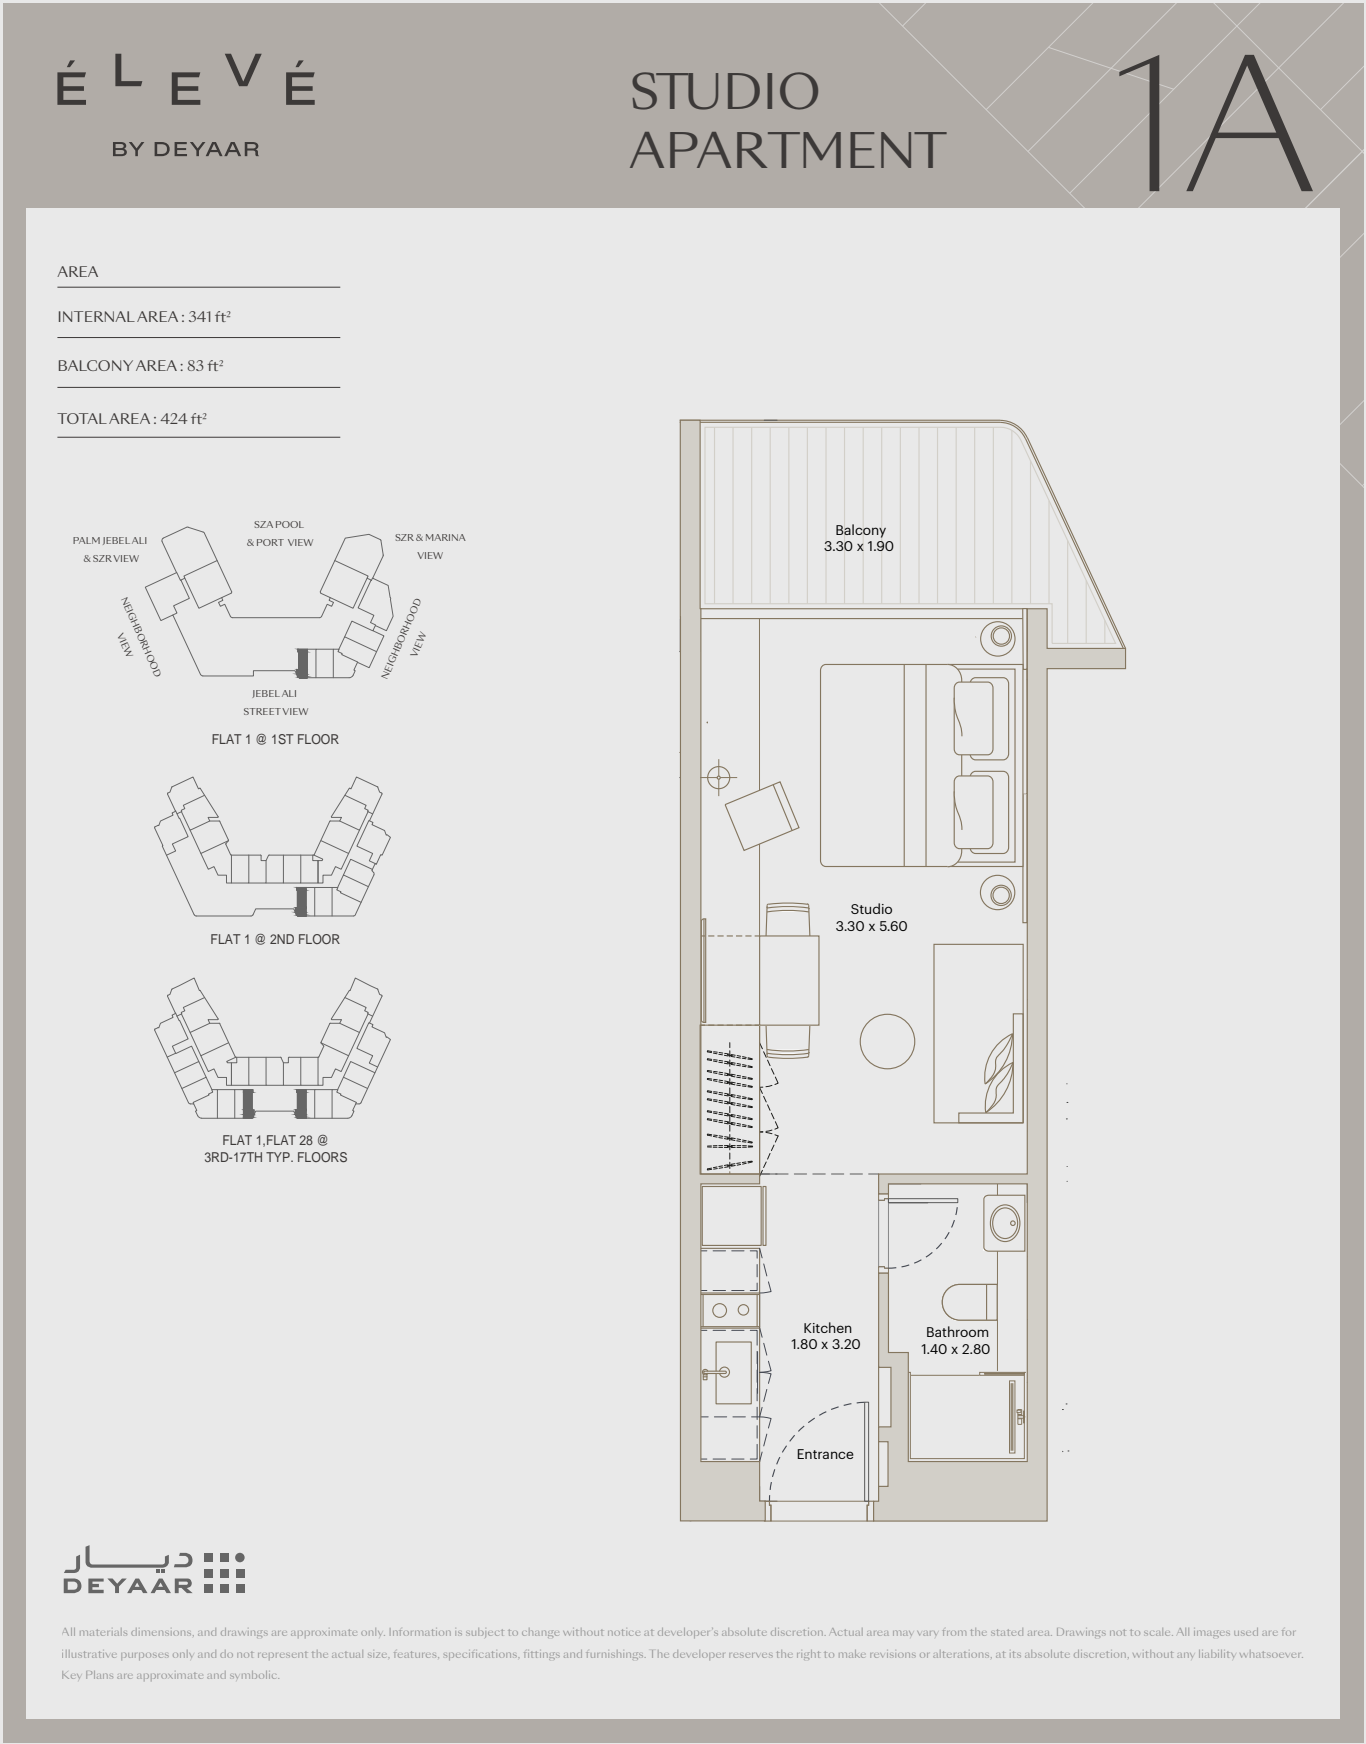 ÉLEVÉ
BY DEYAAR
STUDIO
APARTMENT
1A
AREA
INTERNAL AREA : 341 ft²
BALCONY AREA : 83 ft²
TOTAL AREA : 424 ft²
PALM JEBEL ALI
& SZR VIEW
SZA POOL
& PORT VIEW
SZR & MARINA
VIEW
NEIGHBORHOOD
VIEW
NEIGHBORHOOD
VIEW
JEBEL ALI
STREET VIEW
FLAT 1 @ 1ST FLOOR
FLAT 1 @ 2ND FLOOR
FLAT 1,FLAT 28 @
3RD-17TH TYP. FLOORS
Balcony
3.30 x 1.90
Studio
3.30 x 5.60
Kitchen
1.80 x 3.20
Bathroom
1.40 x 2.80
Entrance
ديار
DEYAAR
All materials dimensions, and drawings are approximate only. Information is subject to change without notice at developer's absolute discretion. Actual area may vary from the stated area. Drawings not to scale. All images used are for
illustrative purposes only and do not represent the actual size, features, specifications, fittings and furnishings. The developer reserves the right to make revisions or alterations, at its absolute discretion, without any liability whatsoever.
Key Plans are approximate and symbolic.